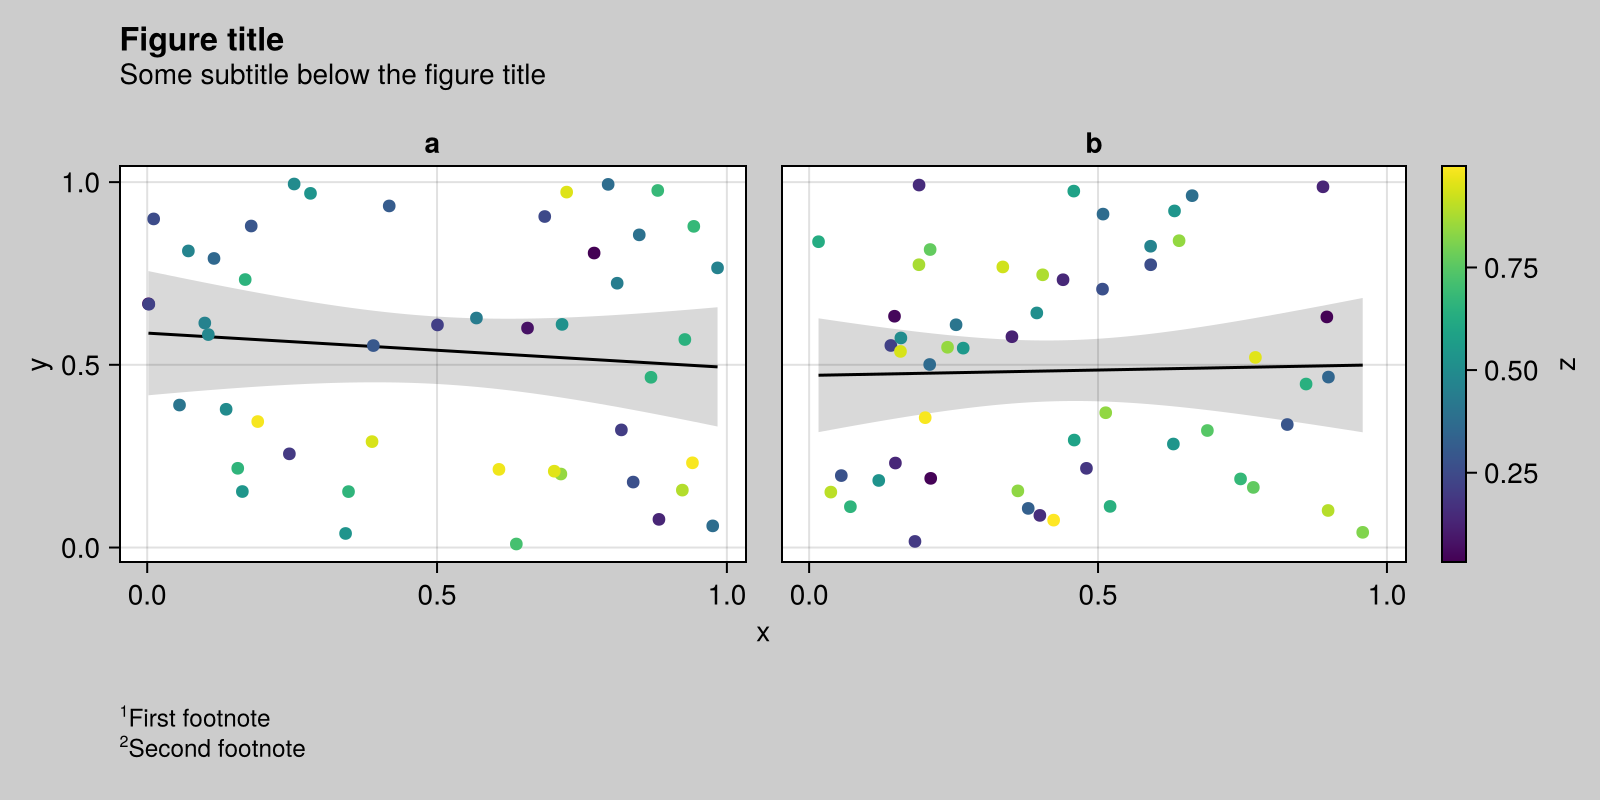 Figure title
Some subtitle below the figure title
a
b
1.0
0.5
0.0
y
0.0
0.5
1.0
0.0
0.5
1.0
x
0.75
0.50
0.25
z
¹First footnote
²Second footnote